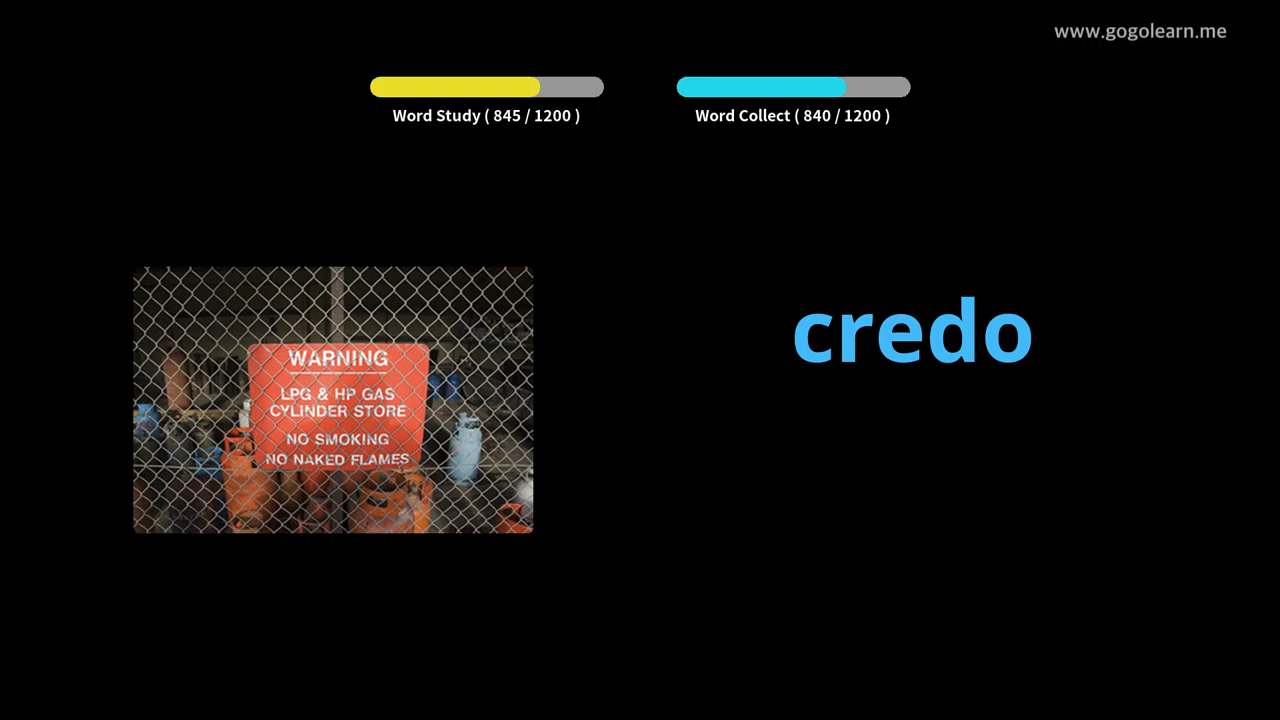 www.gogolearn.me
Word Study ( 845 / 1200 )
Word Collect ( 840 / 1200 )
WARNING
LPG & HP GAS
CYLINDER STORE
NO SMOKING
NO NAKED FLAMES
credo